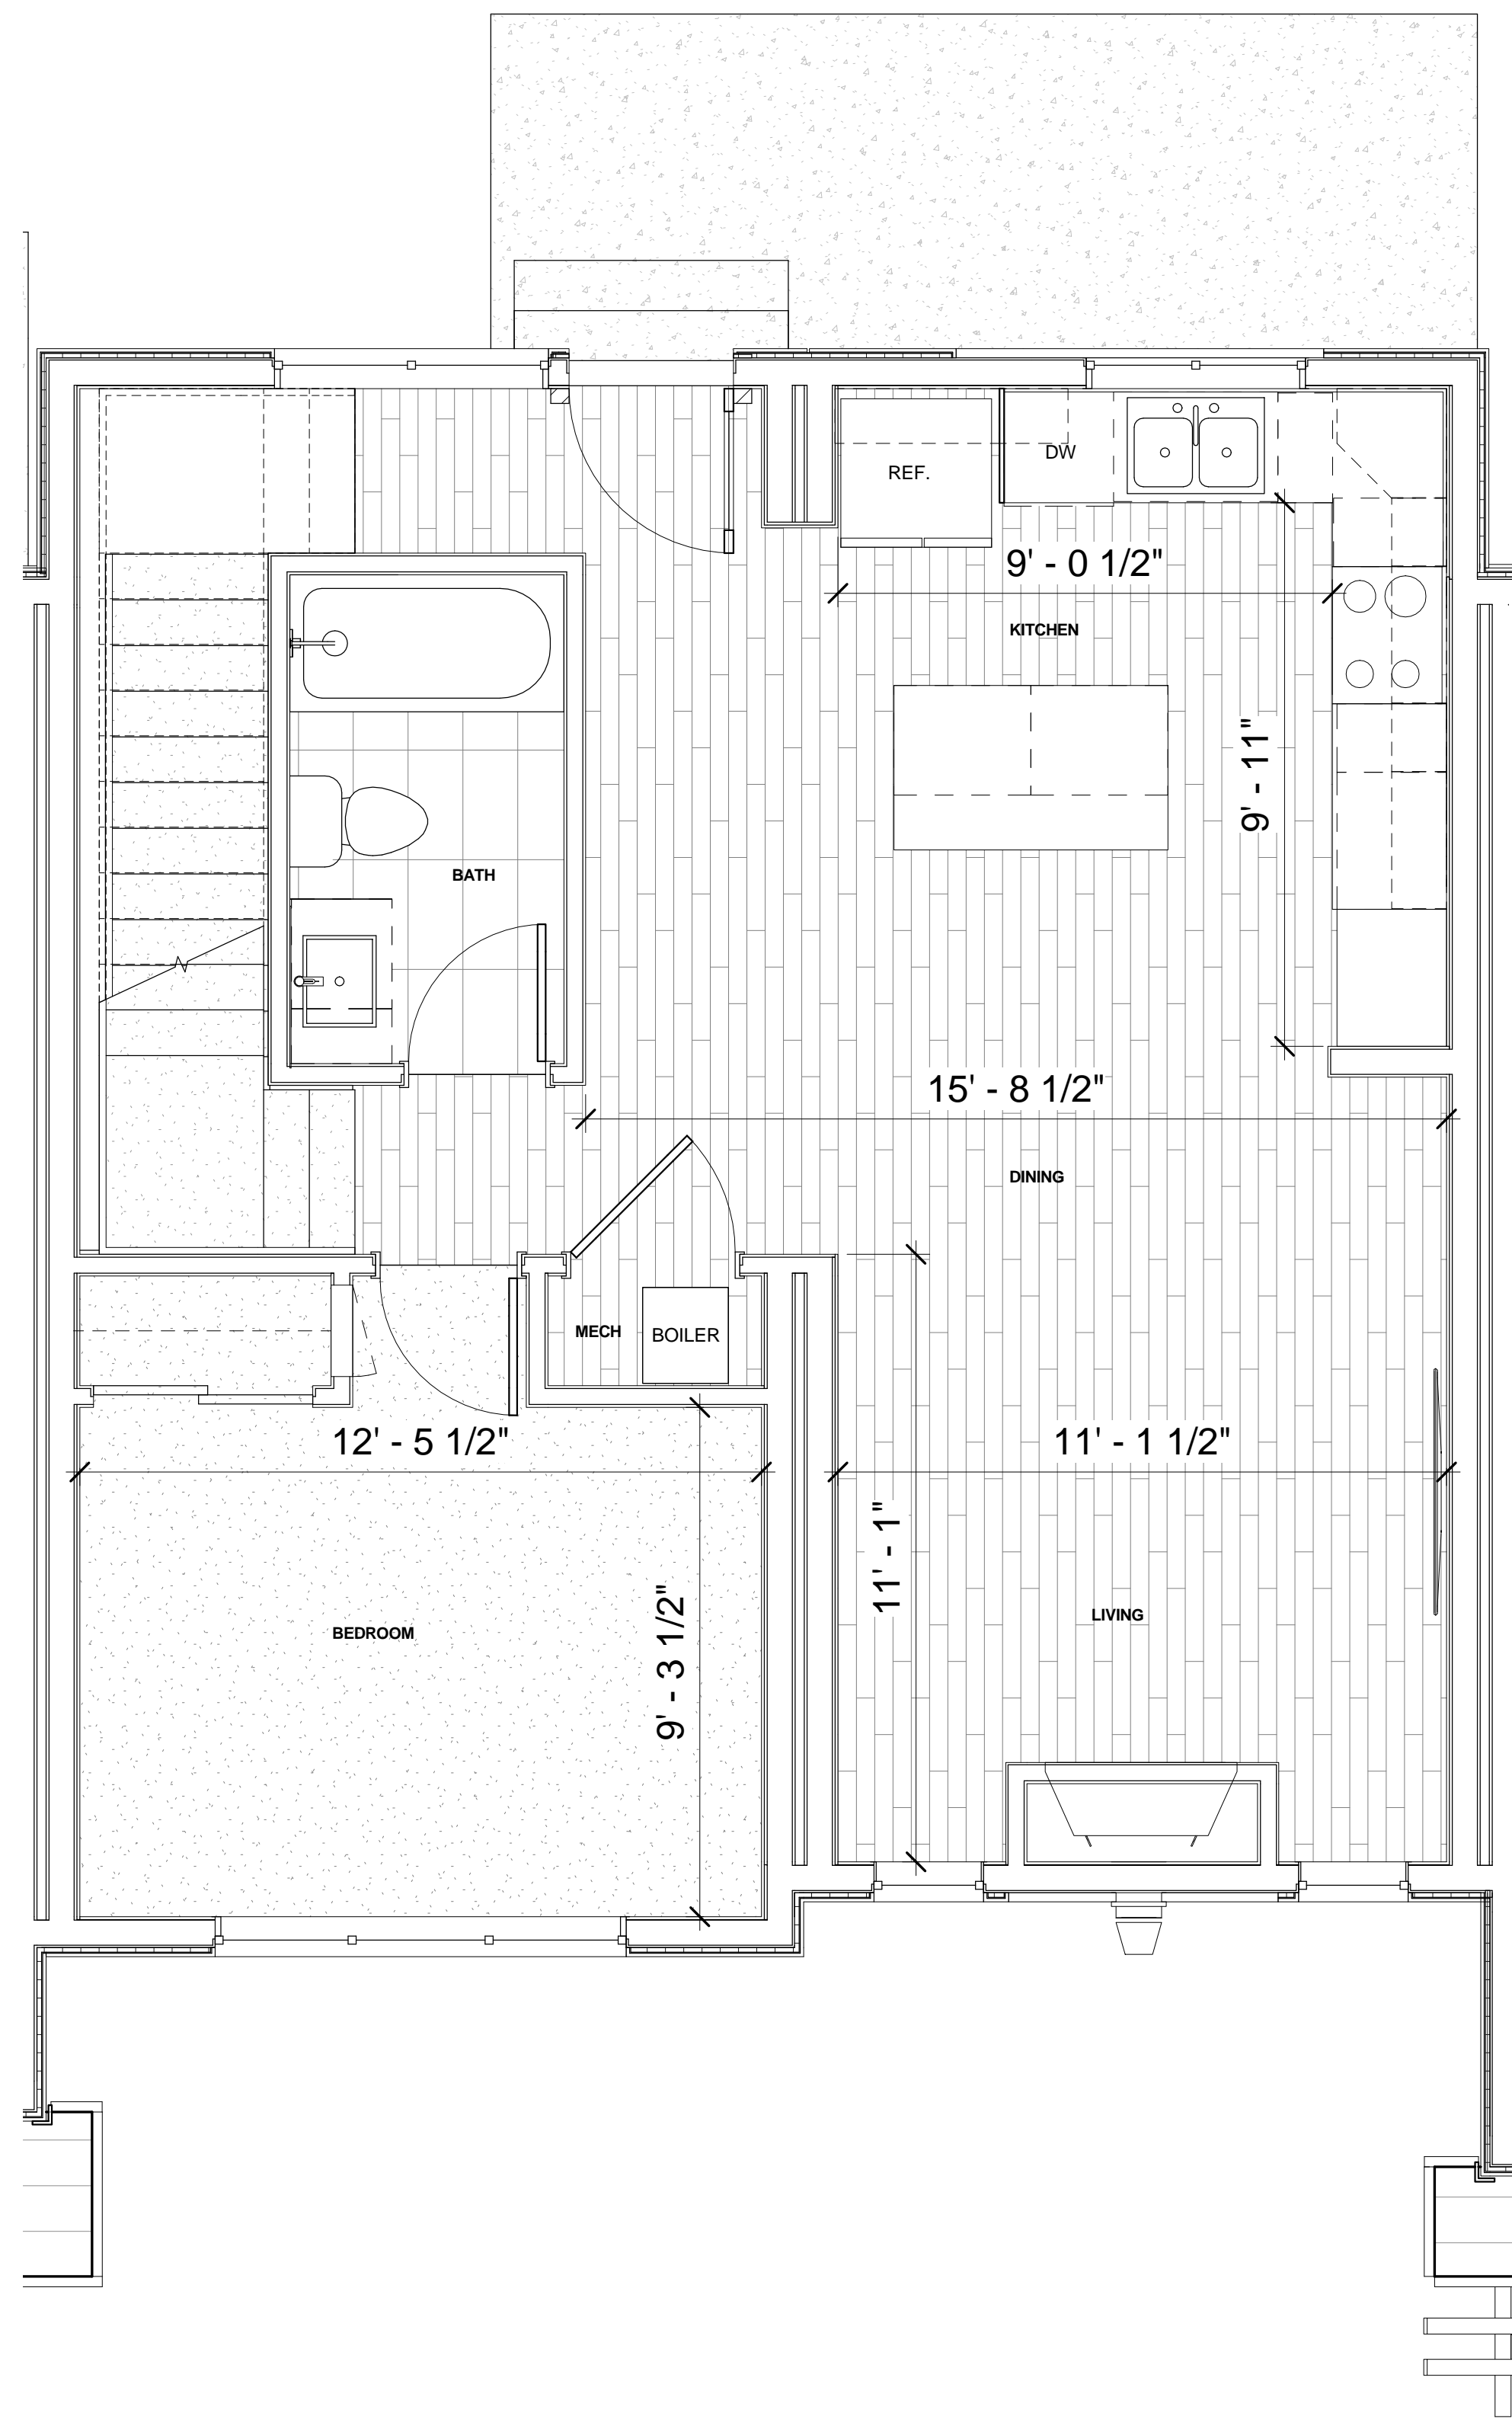 DW
REF.
9' - 0 1/2"
KITCHEN
9' - 11"
BATH
15' - 8 1/2"
DINING
MECH
BOILER
12' - 5 1/2"
11' - 1 1/2"
11' - 1"
9' - 3 1/2"
LIVING
BEDROOM